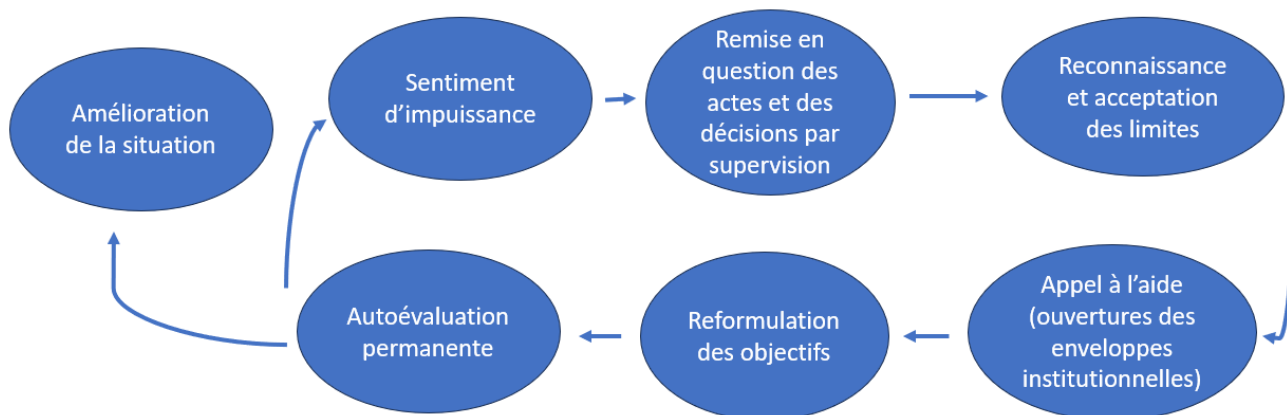 Amélioration
de la situation
Sentiment
d’impuissance
Remise en
question des
actes et des
décisions par
supervision
Reconnaissance
et acceptation
des limites
Appel à l’aide
(ouvertures des
enveloppes
institutionnelles)
Reformulation
des objectifs
Autoévaluation
permanente